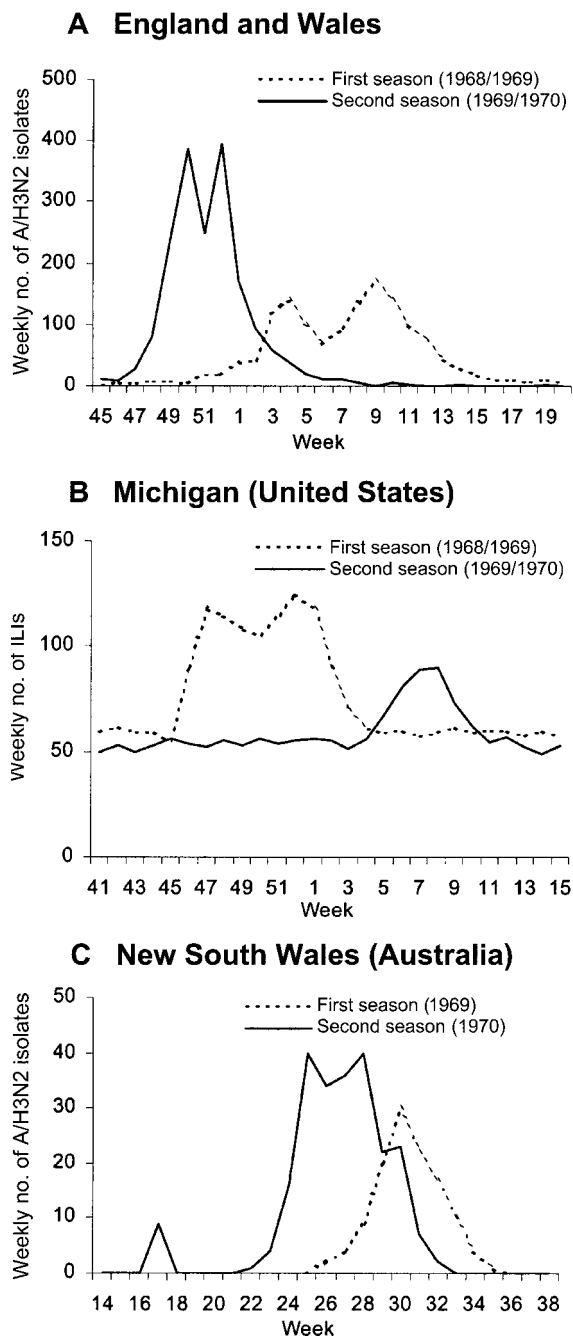 A England and Wales
500
400
300
200
100
0
Weekly no. of A/H3N2 isolates
First season (1968/1969)
Second season (1969/1970)
45 47 49 51 1 3 5 7 9 11 13 15 17 19
Week
B Michigan (United States)
150
100
50
0
Weekly no. of ILIs
First season (1968/1969)
Second season (1969/1970)
41 43 45 47 49 51 1 3 5 7 9 11 13 15
Week
C New South Wales (Australia)
50
40
30
20
10
0
Weekly no. of A/H3N2 isolates
First season (1969)
Second season (1970)
14 16 18 20 22 24 26 28 30 32 34 36 38
Week